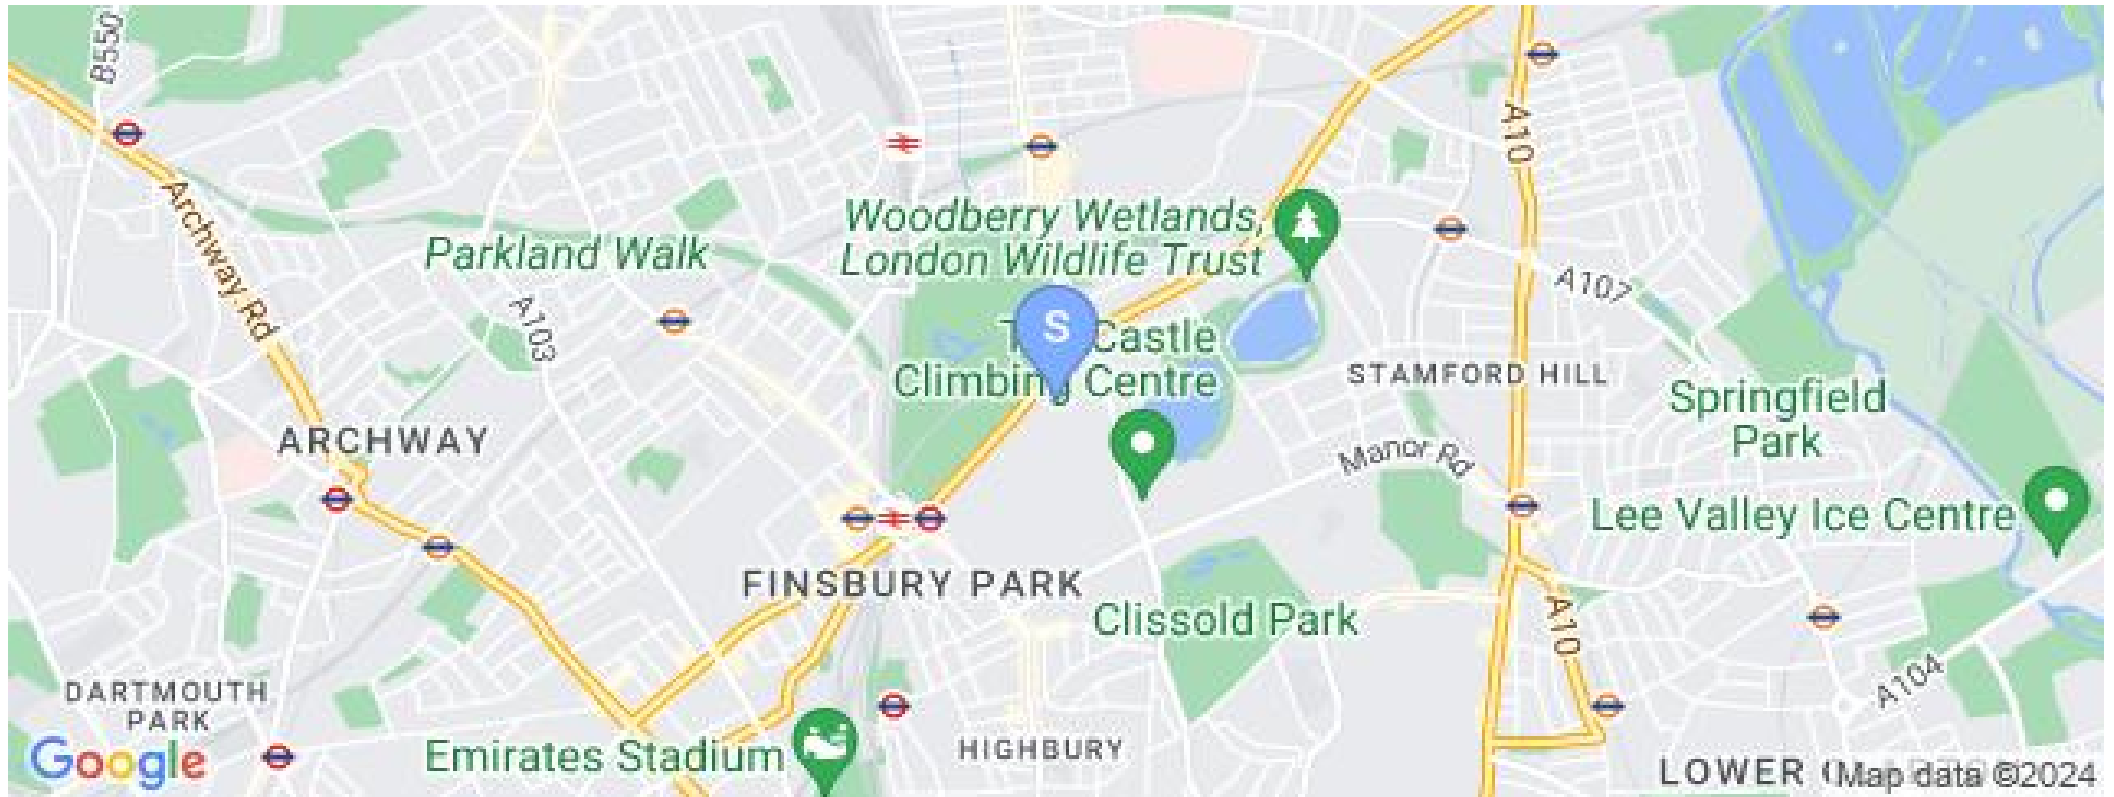 B550
A10
Archway Rd
Woodberry Wetlands,
London Wildlife Trust
Parkland Walk
A107
A103
S
Castle
Climbing Centre
STAMFORD HILL
Springfield
Park
ARCHWAY
Manor Rd
Lee Valley Ice Centre
FINSBURY PARK
Clissold Park
A10
A104
DARTMOUTH
PARK
Google
Emirates Stadium
HIGHBURY
LOWER
Map data ©2024